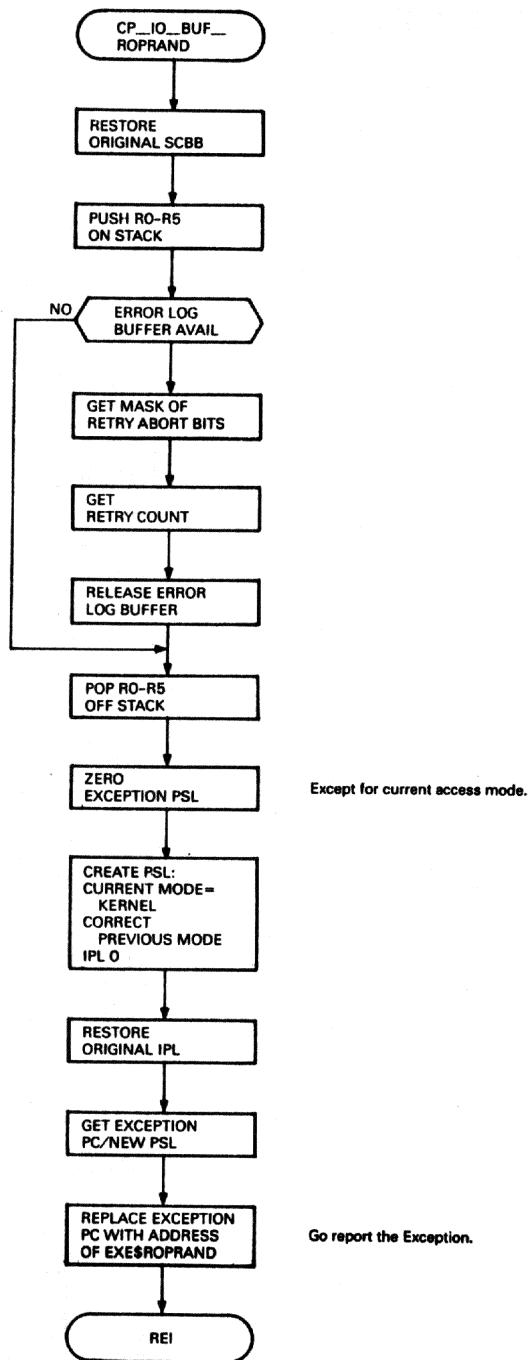 CP__IO__BUF__
ROPRAND
RESTORE
ORIGINAL SCBB
PUSH R0-R5
ON STACK
NO
ERROR LOG
BUFFER AVAIL
GET MASK OF
RETRY ABORT BITS
GET
RETRY COUNT
RELEASE ERROR
LOG BUFFER
POP R0-R5
OFF STACK
ZERO
EXCEPTION PSL
Except for current access mode.
CREATE PSL:
CURRENT MODE=
KERNEL
CORRECT
PREVIOUS MODE
IPL 0
RESTORE
ORIGINAL IPL
GET EXCEPTION
PC/NEW PSL
REPLACE EXCEPTION
PC WITH ADDRESS
OF EXE$ROPRAND
Go report the Exception.
REI